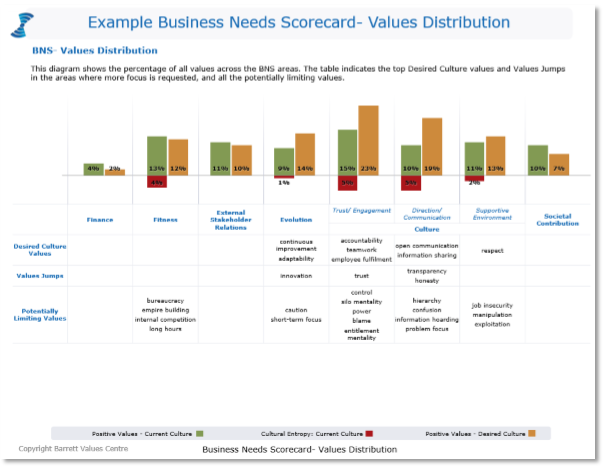 Example Business Needs Scorecard- Values Distribution
BNS- Values Distribution
This diagram shows the percentage of all values across the BNS areas. The table indicates the top Desired Culture values and Values Jumps
in the areas where more focus is requested, and all the potentially limiting values.
4% 2% 13% 12% 11% 10% 9% 14% 15% 23% 10% 19% 11% 13% 10% 7%
4% 1% 5% 5% 2%
Finance
Fitness
External
Stakeholder
Relations
Evolution
Trust/ Engagement
Direction/
Communication
Supportive
Environment
Culture
Societal
Contribution
Desired Culture
Values
continuous
improvement
adaptability
accountability
teamwork
employee fulfilment
open communication
information sharing
respect
Values Jumps
innovation
trust
transparency
honesty
Potentially
Limiting Values
bureaucracy
empire building
internal competition
long hours
caution
short-term focus
control
silo mentality
power
blame
entitlement
mentality
hierarchy
confusion
information hoarding
problem focus
job insecurity
manipulation
exploitation
Positive Values - Current Culture
Cultural Entropy: Current Culture
Positive Values - Desired Culture
Copyright Barrett Values Centre
Business Needs Scorecard- Values Distribution